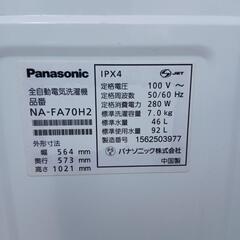 Panasonic
全自動電気洗濯機
品番
NA-FA70H2
外形寸法
幅 564 mm
奥行 573 mm
高さ 1021 mm
IPX4 JET
定格電圧 100 V~
定格周波数 50/60 Hz
定格消費電力 280 W
標準洗濯容量 7.0 kg
標準水量 46 L
標準使用水量 92 L
製造番号 1562503977
パナソニック株式会社
中国製